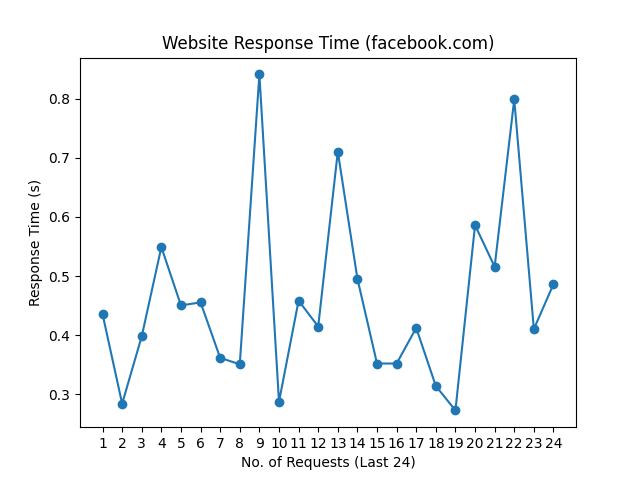 Website Response Time (facebook.com)
Response Time (s)
0.8
0.7
0.6
0.5
0.4
0.3
1 2 3 4 5 6 7 8 9 10 11 12 13 14 15 16 17 18 19 20 21 22 23 24
No. of Requests (Last 24)